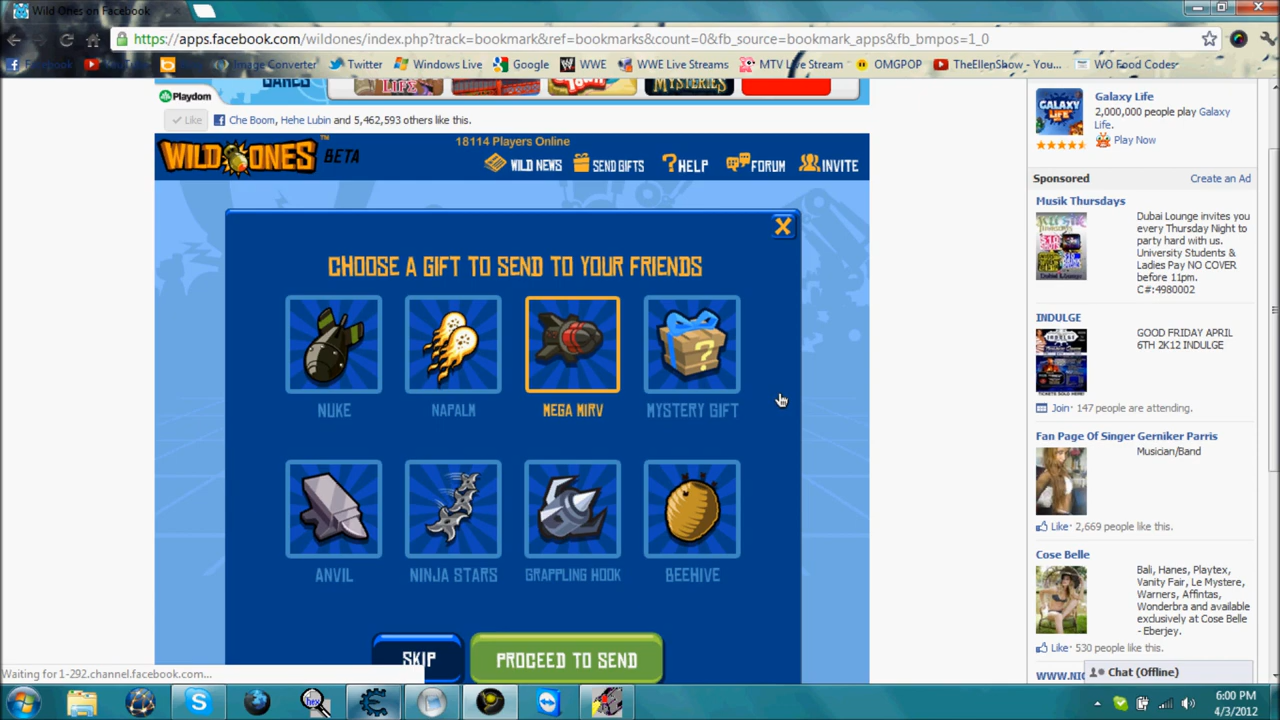 Wild Ones on Facebook
https://apps.facebook.com/wildones/index.php?track=bookmark&ref=bookmarks&count=0&fb_source=bookmark_apps&fb_bmpos=1_0
Facebook
Image Converter
Twitter
Windows Live
Google
WWE
WWE Live Streams
MTV Live Stream
OMGPOP
TheEllenShow - You...
WO Food Codes
Playdom
GAMES
MYSTERIES
Like
Che Boom, Hehe Lubin and 5,462,593 others like this.
WILD ONES BETA
TM
18114 Players Online
WILD NEWS
SEND GIFTS
HELP
FORUM
INVITE
CHOOSE A GIFT TO SEND TO YOUR FRIENDS
NUKE
NAPALM
MEGA MIRV
MYSTERY GIFT
ANVIL
NINJA STARS
GRAPPLING HOOK
BEEHIVE
SKIP
PROCEED TO SEND
Galaxy Life
GALAXY LIFE
2,000,000 people play Galaxy
Life.
Play Now
Sponsored
Create an Ad
Musik Thursdays
Dubai Lounge invites you
every Thursday Night to
party hard with us.
University Students &
Ladies Pay NO COVER
before 11pm.
C#:4980002
INDULGE
GOOD FRIDAY APRIL
6TH 2K12 INDULGE
Join · 147 people are attending.
Fan Page Of Singer Gerniker Parris
Musician/Band
Like · 2,669 people like this.
Cose Belle
Bali, Hanes, Playtex,
Vanity Fair, Le Mystere,
Warners, Affintas,
Wonderbra and available
exclusively at Cose Belle
- Eberjey.
Like · 530 people like this.
WWW.NI
Chat (Offline)
Waiting for 1-292.channel.facebook.com...
hex
6:00 PM
4/3/2012